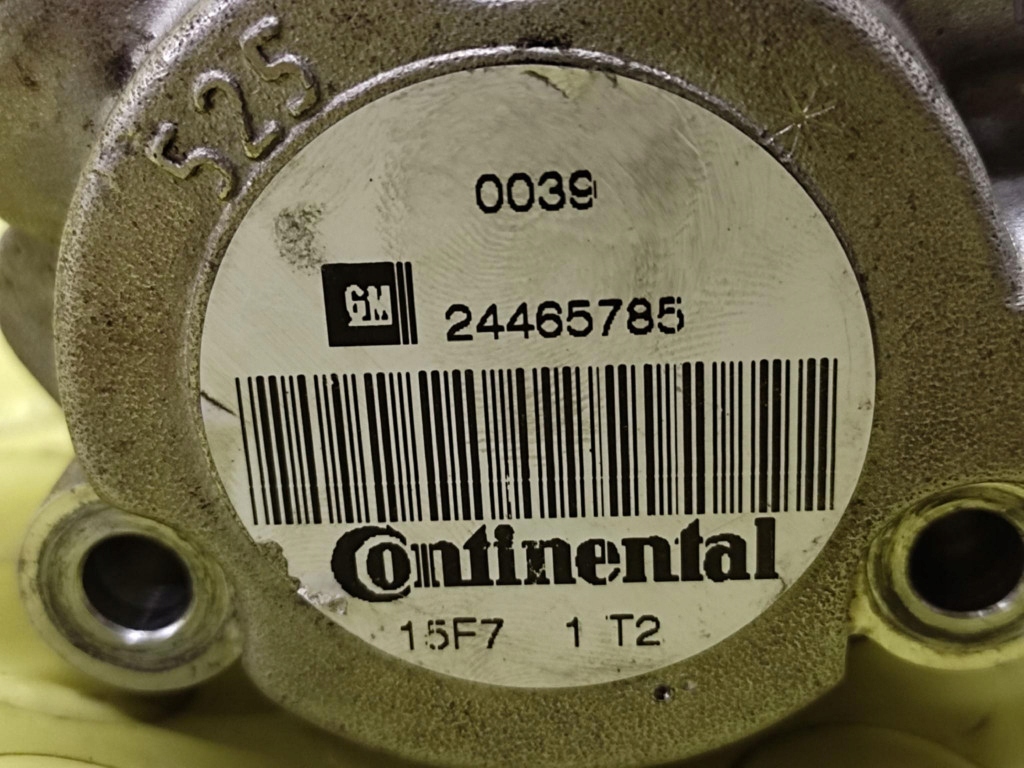 525
0039
GM 24465785
Continental
15F7 1 T2